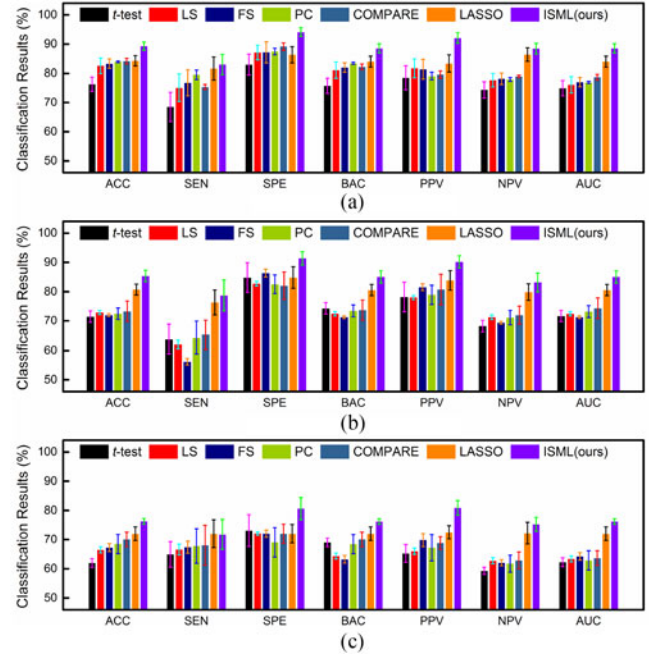 Classification Results (%)
100
90
80
70
60
50
t-test LS FS PC COMPARE LASSO ISML(ours)
ACC SEN SPE BAC PPV NPV AUC
(a)
Classification Results (%)
100
90
80
70
60
50
t-test LS FS PC COMPARE LASSO ISML(ours)
ACC SEN SPE BAC PPV NPV AUC
(b)
Classification Results (%)
100
90
80
70
60
50
t-test LS FS PC COMPARE LASSO ISML(ours)
ACC SEN SPE BAC PPV NPV AUC
(c)